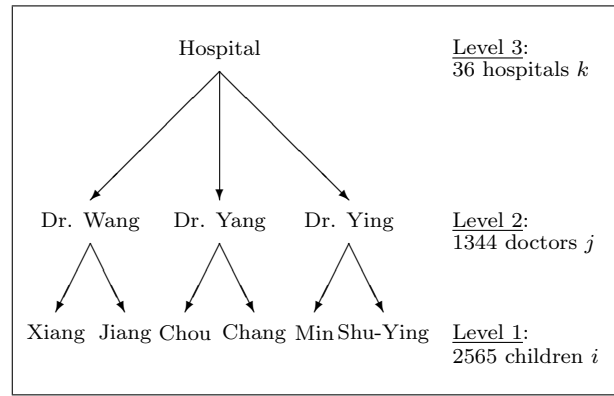 Hospital
Level 3:
36 hospitals k
Dr. Wang Dr. Yang Dr. Ying
Level 2:
1344 doctors j
Xiang Jiang Chou Chang Min Shu-Ying
Level 1:
2565 children i